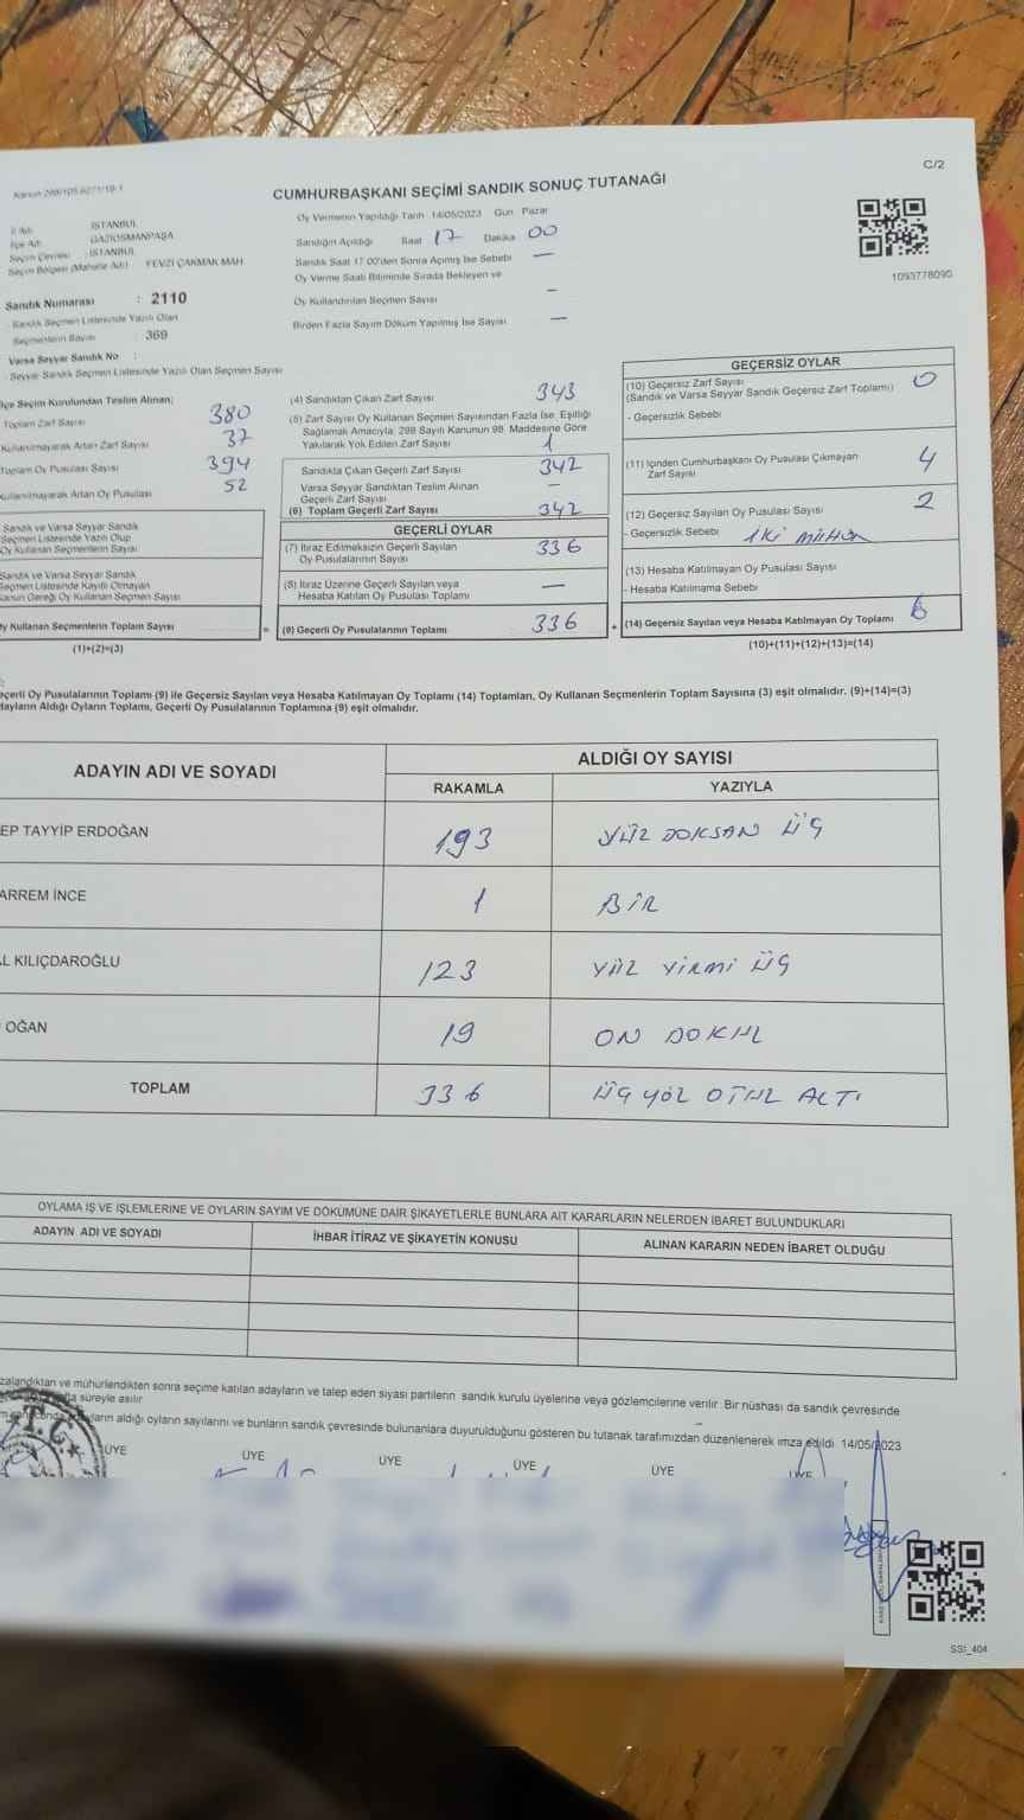 C/2
CUMHURBAŞKANI SEÇİMİ SANDIK SONUÇ TUTANAĞI
İl Adı : İSTANBUL
İlçe Adı : GAZİOSMANPAŞA
Seçim Çevresi : İSTANBUL
Seçim Bölgesi (Mahalle Adı) : FEVZİ ÇAKMAK MAH.
Sandık Numarası : 2110
Sandık Seçmen Listesinde Yazılı Olan
Seçmenlerin Sayısı : 369
Varsa Seyyar Sandık No :
Seyyar Sandık Seçmen Listesinde Yazılı Olan Seçmen Sayısı
Oy Vermenin Yapıldığı Tarih 14/05/2023 Gün Pazar
Sandığın Açıldığı Saat 17 Dakika 00
Sandık Saat 17.00'den Sonra Açılmış İse Sebebi —
Oy Verme Saati Bitiminde Sırada Bekleyen ve
Oy Kullandırılan Seçmen Sayısı —
Birden Fazla Sayım Döküm Yapılmış İse Sayısı —
1093778090
İlçe Seçim Kurulundan Teslim Alınan;
Toplam Zarf Sayısı 380
Kullanılmayarak Artan Zarf Sayısı 37
Toplam Oy Pusulası Sayısı 394
Kullanılmayarak Artan Oy Pusulası 52
Sandık ve Varsa Seyyar Sandık
Seçmen Listesinde Yazılı Olup
Oy Kullanan Seçmenlerin Sayısı
Sandık ve Varsa Seyyar Sandık
Seçmen Listesinde Kayıtlı Olmayan
Kanun Gereği Oy Kullanan Seçmen Sayısı
Oy Kullanan Seçmenlerin Toplam Sayısı =
(1)+(2)=(3)
(4) Sandıktan Çıkan Zarf Sayısı 343
(5) Zarf Sayısı Oy Kullanan Seçmen Sayısından Fazla İse, Eşitliği
Sağlamak Amacıyla, 298 Sayılı Kanunun 98. Maddesine Göre
Yakılarak Yok Edilen Zarf Sayısı 1
Sandıkta Çıkan Geçerli Zarf Sayısı 342
Varsa Seyyar Sandıktan Teslim Alınan
Geçerli Zarf Sayısı —
(6) Toplam Geçerli Zarf Sayısı 342
GEÇERLİ OYLAR
(7) İtiraz Edilmeksizin Geçerli Sayılan
Oy Pusulalarının Sayısı 336
(8) İtiraz Üzerine Geçerli Sayılan veya
Hesaba Katılan Oy Pusulası Toplamı —
(9) Geçerli Oy Pusulalarının Toplamı 336 +
GEÇERSİZ OYLAR
(10) Geçersiz Zarf Sayısı 0
(Sandık ve Varsa Seyyar Sandık Geçersiz Zarf Toplamı)
- Geçersizlik Sebebi
(11) İçinden Cumhurbaşkanı Oy Pusulası Çıkmayan
Zarf Sayısı 4
(12) Geçersiz Sayılan Oy Pusulası Sayısı 2
- Geçersizlik Sebebi iki mühür
(13) Hesaba Katılmayan Oy Pusulası Sayısı
- Hesaba Katılmama Sebebi
(14) Geçersiz Sayılan veya Hesaba Katılmayan Oy Toplamı 6
(10)+(11)+(12)+(13)=(14)
eçerli Oy Pusulalarının Toplamı (9) ile Geçersiz Sayılan veya Hesaba Katılmayan Oy Toplamı (14) Toplamları, Oy Kullanan Seçmenlerin Toplam Sayısına (3) eşit olmalıdır. (9)+(14)=(3)
dayların Aldığı Oyların Toplamı, Geçerli Oy Pusulalarının Toplamına (9) eşit olmalıdır.
ADAYIN ADI VE SOYADI ALDIĞI OY SAYISI
RAKAMLA YAZIYLA
EP TAYYİP ERDOĞAN 193 YÜZ DOKSAN ÜÇ
ARREM İNCE 1 BİR
AL KILIÇDAROĞLU 123 YÜZ YİRMİ ÜÇ
OĞAN 19 ON DOKUZ
TOPLAM 336 ÜÇ YÜZ OTUZ ALTI
OYLAMA İŞ VE İŞLEMLERİNE VE OYLARIN SAYIM VE DÖKÜMÜNE DAİR ŞİKAYETLERLE BUNLARA AİT KARARLARIN NELERDEN İBARET BULUNDUKLARI
ADAYIN ADI VE SOYADI İHBAR İTİRAZ VE ŞİKAYETİN KONUSU ALINAN KARARIN NEDEN İBARET OLDUĞU
zalandıktan ve mühürlendikten sonra seçime katılan adayların ve talep eden siyasi partilerin sandık kurulu üyelerine veya gözlemcilerine verilir. Bir nüshası da sandık çevresinde
süreyle asılır
aldığı oyların sayılarını ve bunların sandık çevresinde bulunanlara duyurulduğunu gösteren bu tutanak tarafımızdan düzenlenerek imza edildi. 14/05/2023
T.C.
ÜYE ÜYE ÜYE ÜYE ÜYE ÜYE
SSI_404